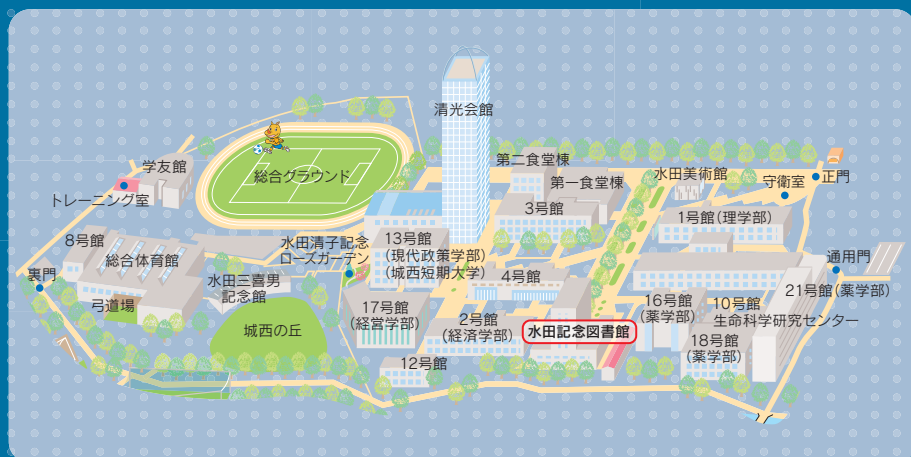 清光会館
学友館
総合グラウンド
トレーニング室
第二食堂棟
第一食堂棟
水田美術館
守衛室
正門
3号館
1号館(理学部)
8号館
総合体育館
水田清子記念
ローズガーデン
13号館
(現代政策学部)
(城西短期大学)
裏門
弓道場
水田三喜男
記念館
4号館
通用門
21号館(薬学部)
城西の丘
17号館
(経営学部)
2号館
(経済学部)
水田記念図書館
16号館
(薬学部)
10号館
生命科学研究センター
18号館
(薬学部)
12号館